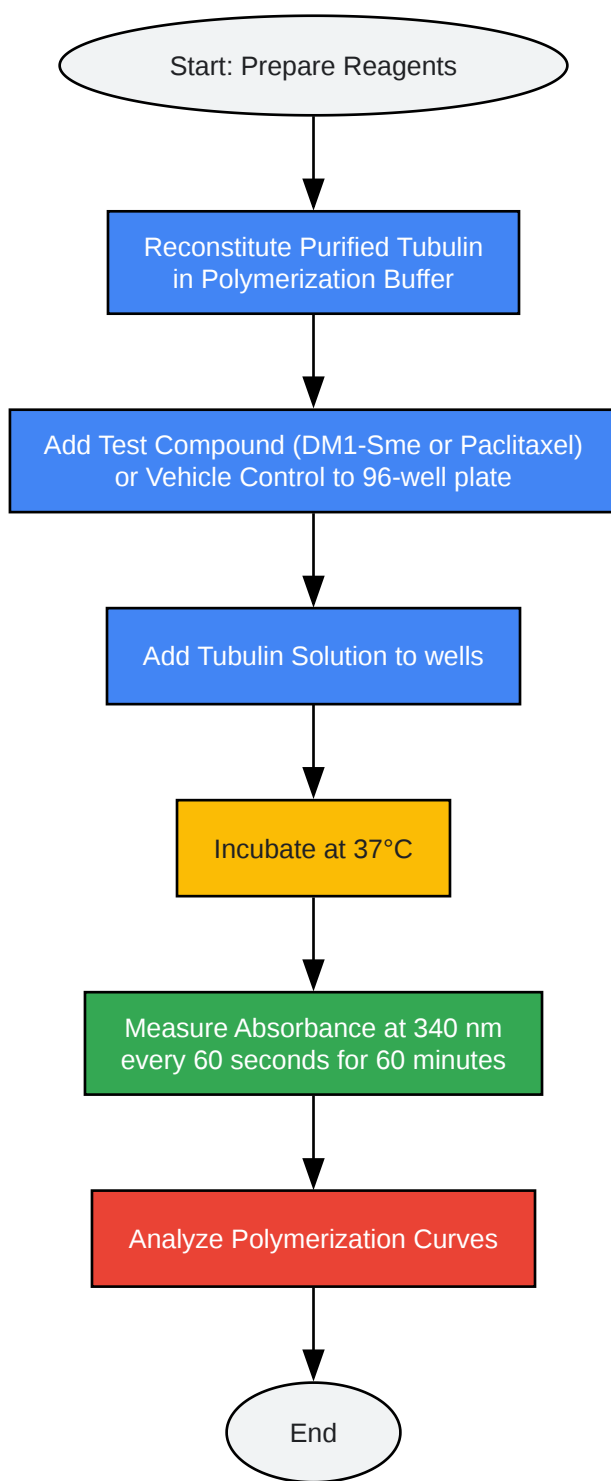 Start: Prepare Reagents
Reconstitute Purified Tubulin
in Polymerization Buffer
Add Test Compound (DM1-Sme or Paclitaxel)
or Vehicle Control to 96-well plate
Add Tubulin Solution to wells
Incubate at 37°C
Measure Absorbance at 340 nm
every 60 seconds for 60 minutes
Analyze Polymerization Curves
End